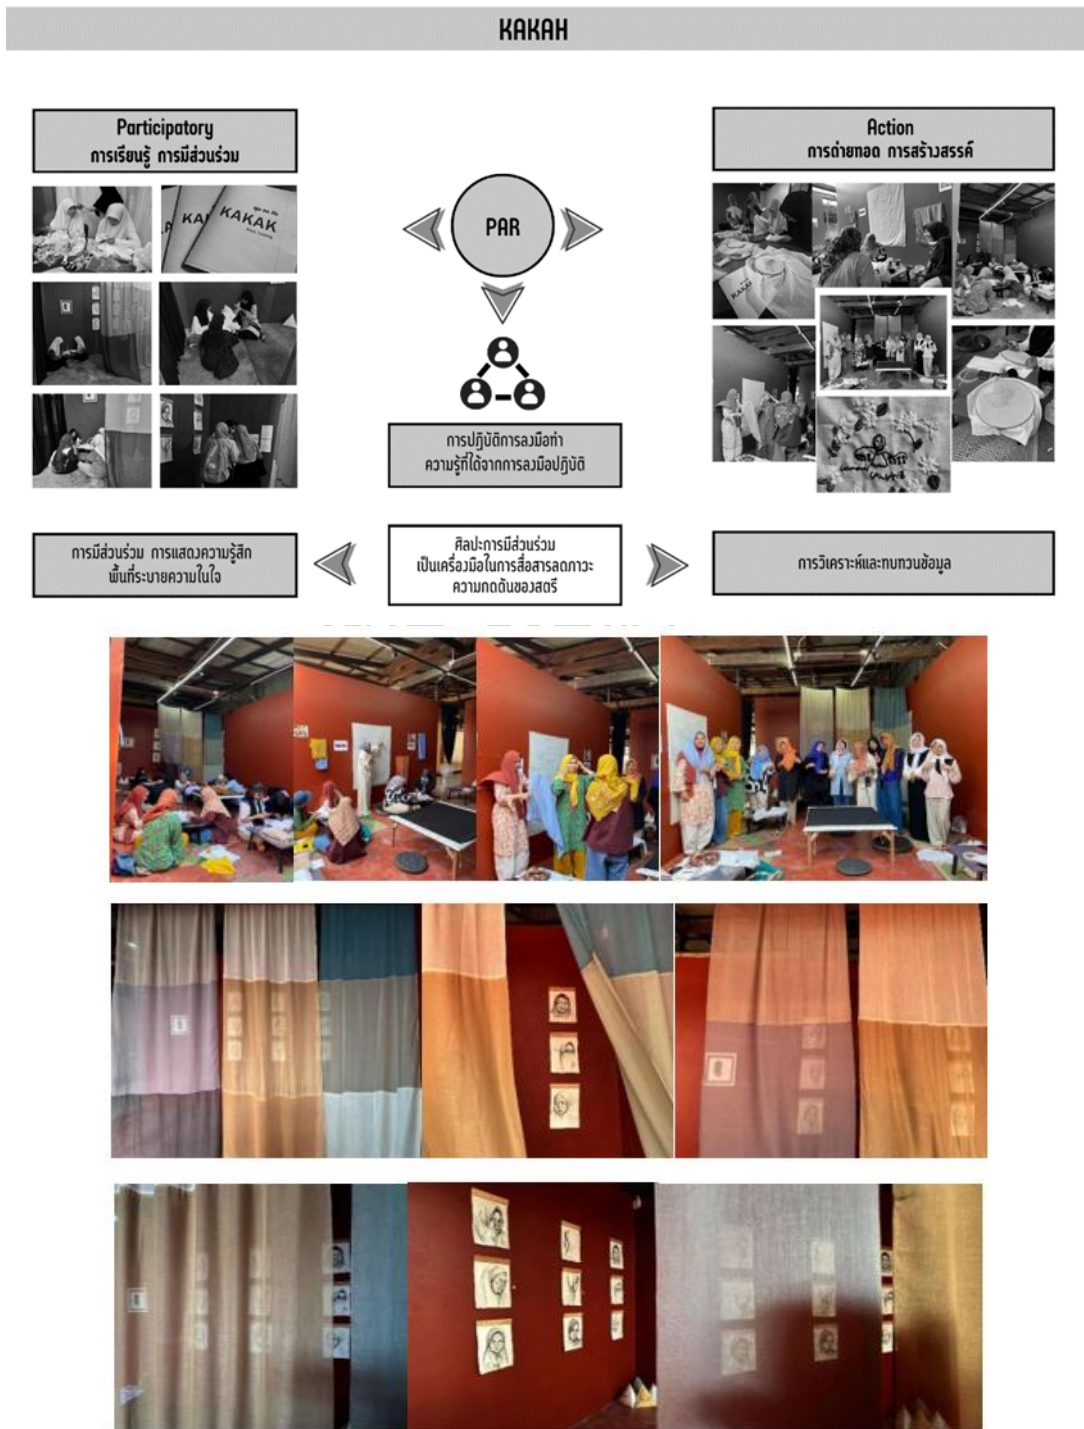 KAKAH
Participatory
การเรียนรู้ การมีส่วนร่วม
Action
การถ่ายทอด การสร้างสรรค์
KAKAK
PAR
การปฏิบัติการลงมือทำ
ความรู้ที่ได้จากการลงมือปฏิบัติ
การมีส่วนร่วม การแสดงความรู้สึก
พื้นที่ระบายความในใจ
ศิลปะการมีส่วนร่วม
เป็นเครื่องมือในการสื่อสารลดภาวะ
ความกดดันของสตรี
การวิเคราะห์และทบทวนข้อมูล